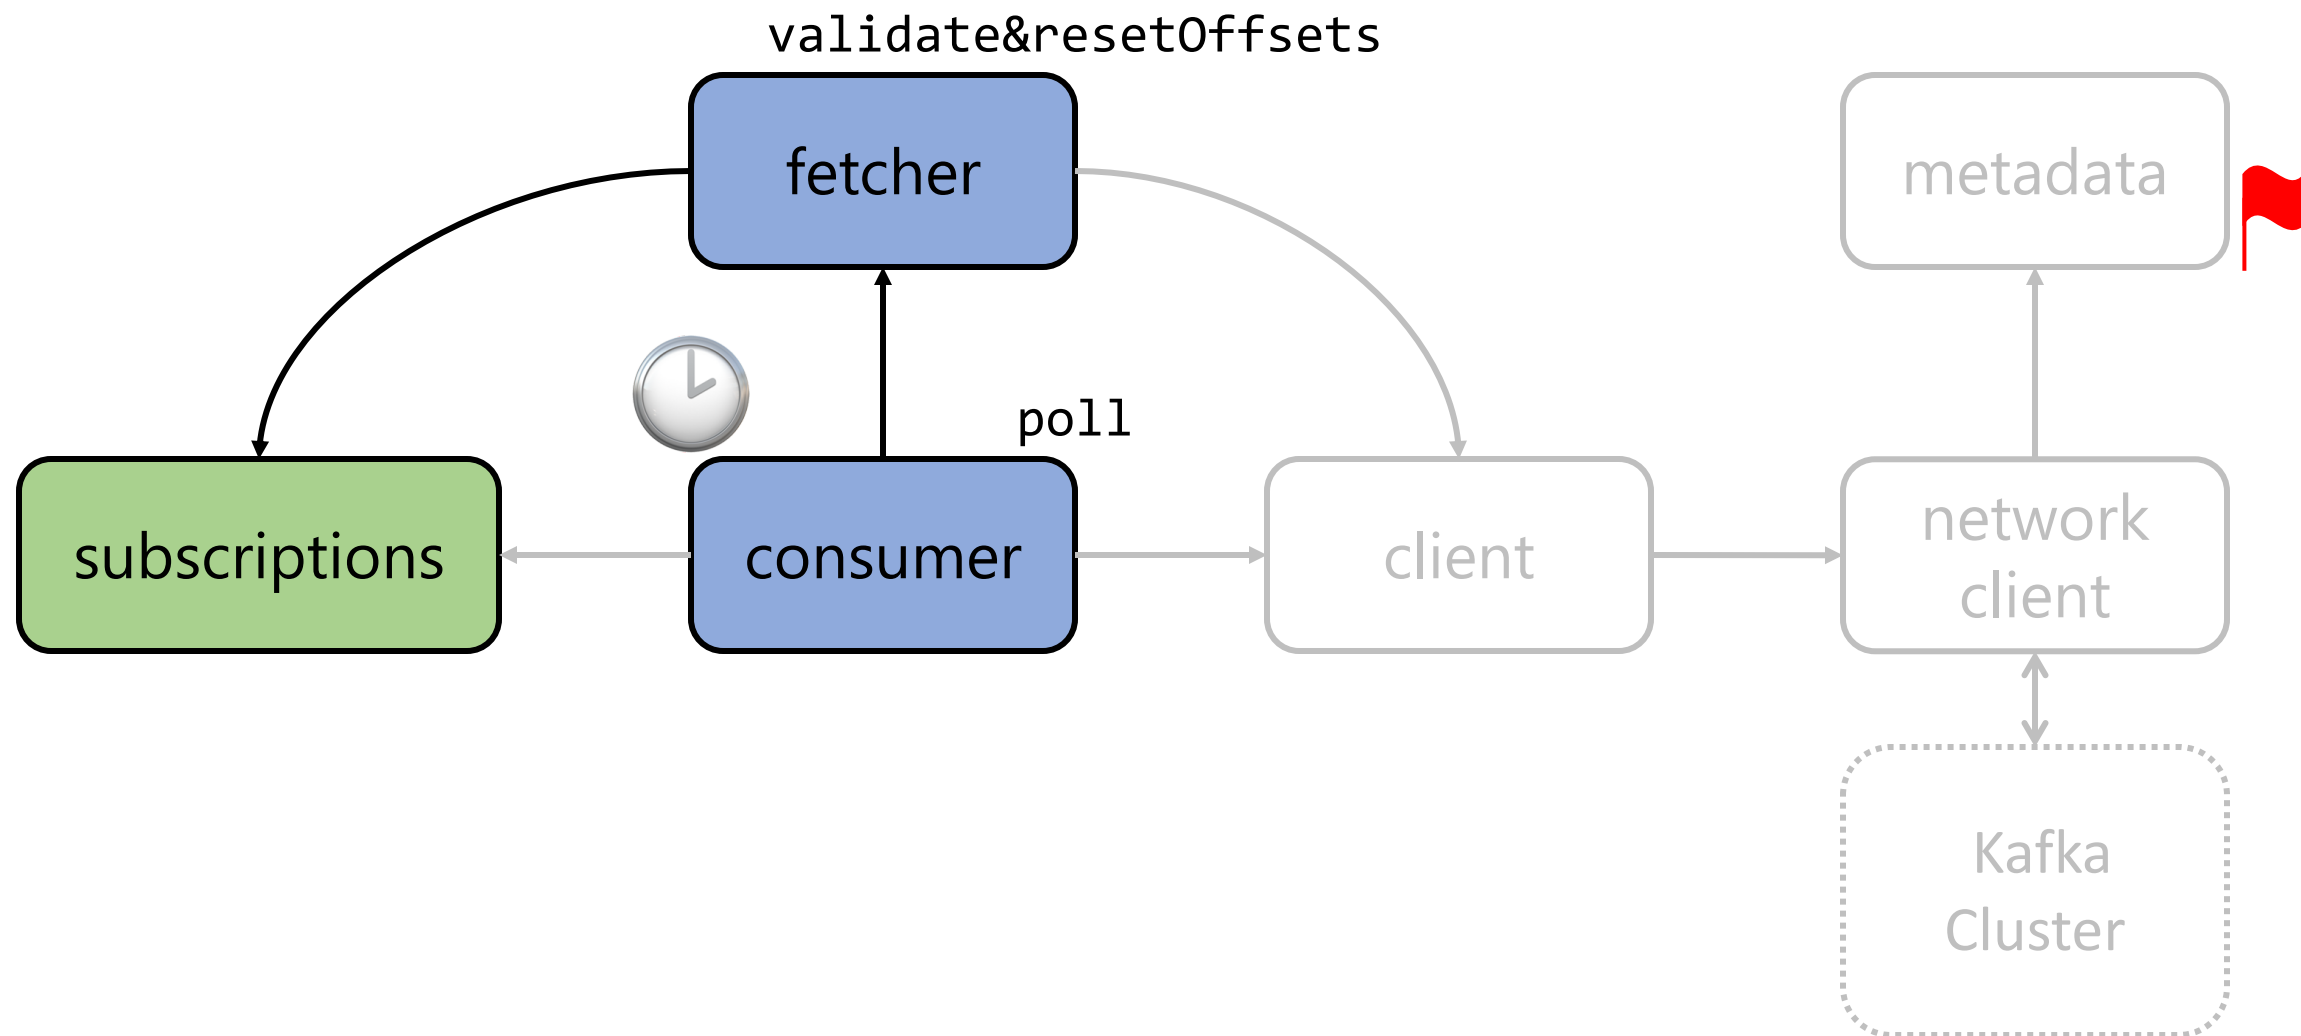 validate&resetOffsets
fetcher
metadata
poll
subscriptions
consumer
client
network
client
Kafka
Cluster